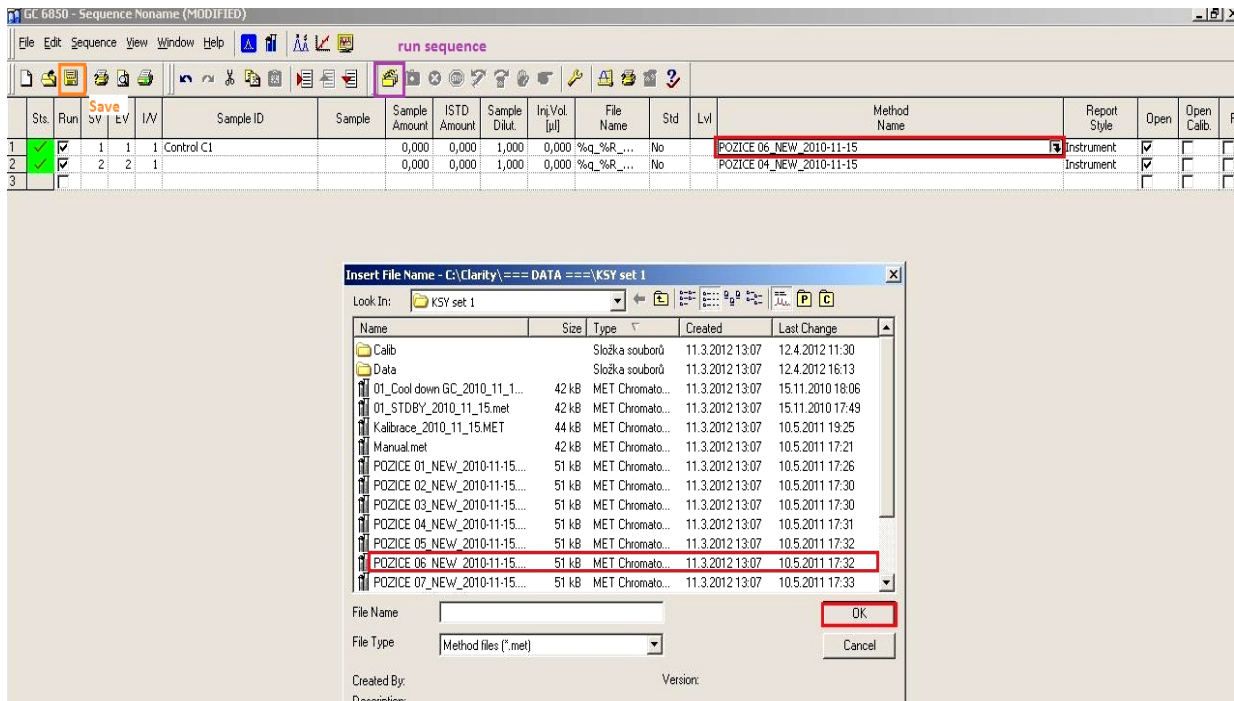 GC 6850 - Sequence Noname (MODIFIED)
File Edit Sequence View Window Help
run sequence
Save
Sts. Run SV EV I/V Sample ID Sample Sample Amount ISTD Amount Sample Dilut. Inj.Vol. [µl] File Name Std Lvl Method Name Report Style Open Open Calib.
1 1 1 1 Control C1 0,000 0,000 1,000 0,000 %q_%R_... No POZICE 06_NEW_2010-11-15 Instrument
2 2 2 1 0,000 0,000 1,000 0,000 %q_%R_... No POZICE 04_NEW_2010-11-15 Instrument
3
Insert File Name - C:\Clarity\=== DATA ===\KSY set 1
Look In: KSY set 1
Name Size Type Created Last Change
Calib Složka souborů 11.3.2012 13:07 12.4.2012 11:30
Data Složka souborů 11.3.2012 13:07 12.4.2012 16:13
01_Cool down GC_2010_11_1... 42 kB MET Chromato... 11.3.2012 13:07 15.11.2010 18:06
01_STDBY_2010_11_15.met 42 kB MET Chromato... 11.3.2012 13:07 15.11.2010 17:49
Kalibrace_2010_11_15.MET 44 kB MET Chromato... 11.3.2012 13:07 10.5.2011 19:25
Manual.met 42 kB MET Chromato... 11.3.2012 13:07 10.5.2011 17:21
POZICE 01_NEW_2010-11-15.... 51 kB MET Chromato... 11.3.2012 13:07 10.5.2011 17:26
POZICE 02_NEW_2010-11-15.... 51 kB MET Chromato... 11.3.2012 13:07 10.5.2011 17:30
POZICE 03_NEW_2010-11-15.... 51 kB MET Chromato... 11.3.2012 13:07 10.5.2011 17:30
POZICE 04_NEW_2010-11-15.... 51 kB MET Chromato... 11.3.2012 13:07 10.5.2011 17:31
POZICE 05_NEW_2010-11-15.... 51 kB MET Chromato... 11.3.2012 13:07 10.5.2011 17:32
POZICE 06_NEW_2010-11-15.... 51 kB MET Chromato... 11.3.2012 13:07 10.5.2011 17:32
POZICE 07_NEW_2010-11-15.... 51 kB MET Chromato... 11.3.2012 13:07 10.5.2011 17:33
File Name OK
File Type Method files (*.met) Cancel
Created By: Version:
Description: